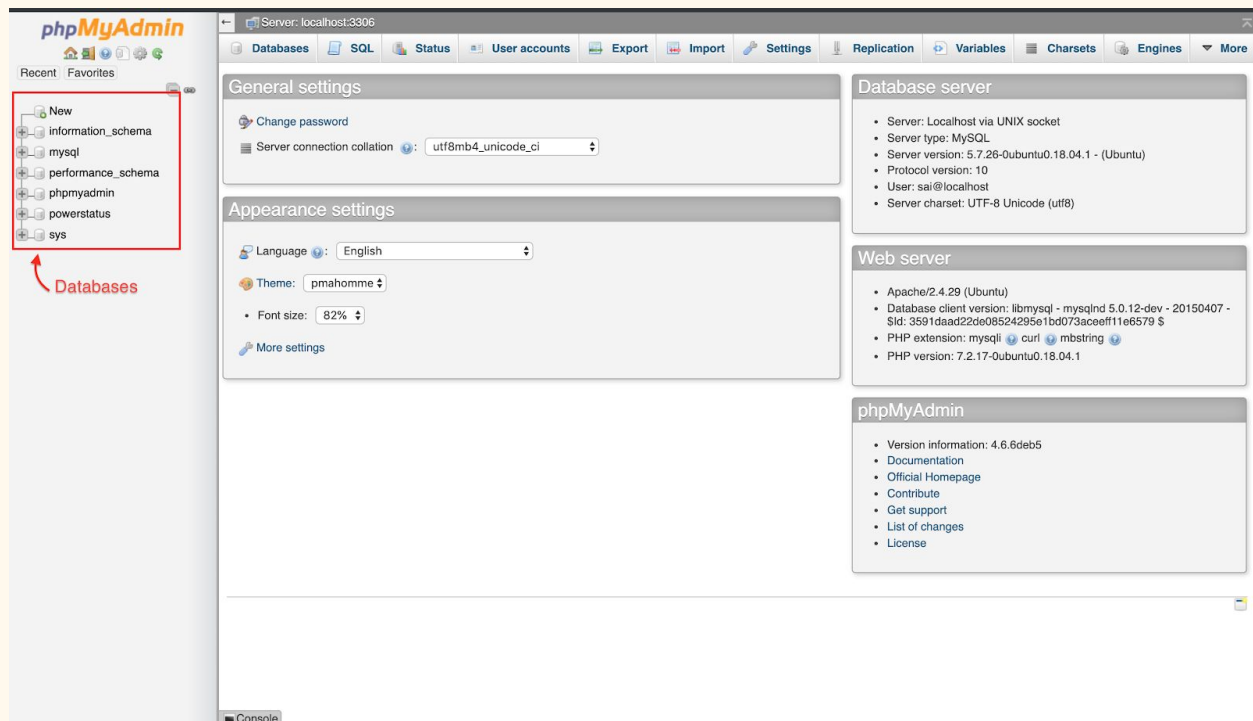 phpMyAdmin
Recent Favorites
New
information_schema
mysql
performance_schema
phpmyadmin
powerstatus
sys
Databases
Server: localhost:3306
Databases SQL Status User accounts Export Import Settings Replication Variables Charsets Engines More
General settings
Change password
Server connection collation : utf8mb4_unicode_ci
Appearance settings
Language : English
Theme: pmahomme
• Font size: 82%
More settings
Database server
• Server: Localhost via UNIX socket
• Server type: MySQL
• Server version: 5.7.26-0ubuntu0.18.04.1 - (Ubuntu)
• Protocol version: 10
• User: sai@localhost
• Server charset: UTF-8 Unicode (utf8)
Web server
• Apache/2.4.29 (Ubuntu)
• Database client version: libmysql - mysqlnd 5.0.12-dev - 20150407 -
$Id: 3591daad22de08524295e1bd073aceeff11e6579 $
• PHP extension: mysqli curl mbstring
• PHP version: 7.2.17-0ubuntu0.18.04.1
phpMyAdmin
• Version information: 4.6.6deb5
• Documentation
• Official Homepage
• Contribute
• Get support
• List of changes
• License
Console